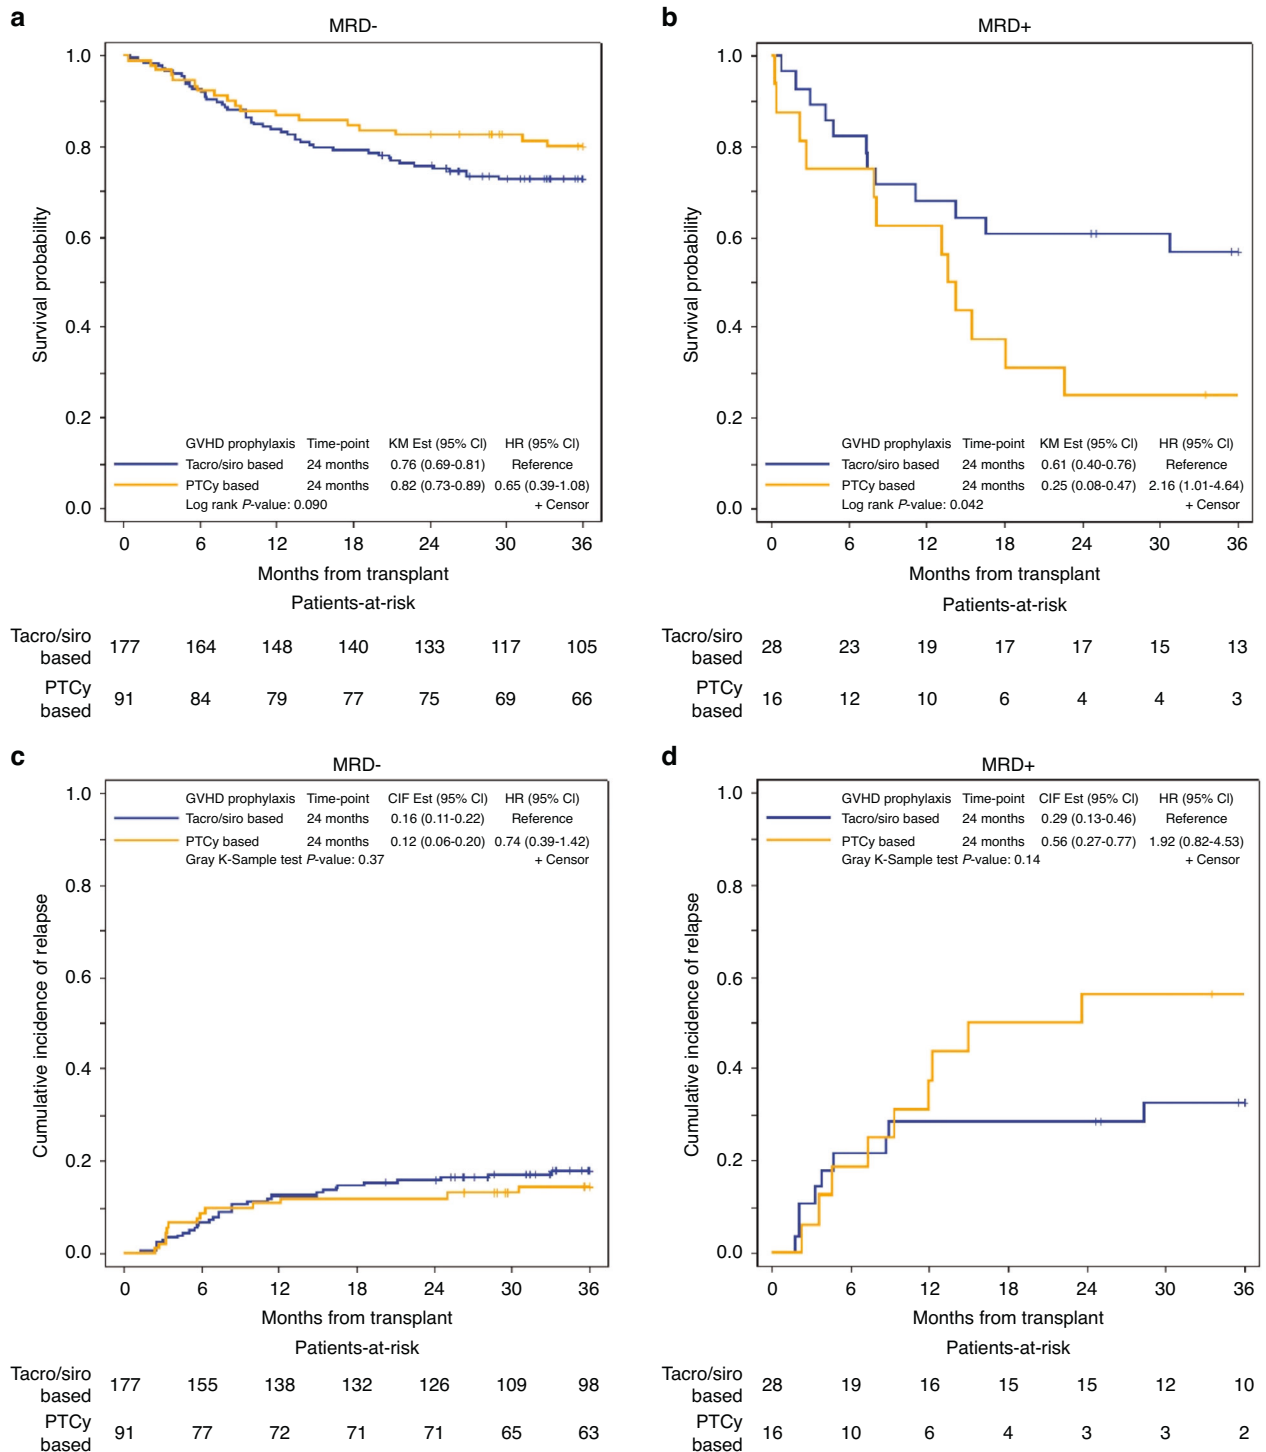 a
MRD-
1.0
0.8
0.6
0.4
0.2
0.0
Survival probability
GVHD prophylaxis Time-point KM Est (95% CI) HR (95% CI)
Tacro/siro based 24 months 0.76 (0.69-0.81) Reference
PTCy based 24 months 0.82 (0.73-0.89) 0.65 (0.39-1.08)
Log rank P-value: 0.090 + Censor
0 6 12 18 24 30 36
Months from transplant
Patients-at-risk
Tacro/siro
based 177 164 148 140 133 117 105
PTCy
based 91 84 79 77 75 69 66
b
MRD+
1.0
0.8
0.6
0.4
0.2
0.0
Survival probability
GVHD prophylaxis Time-point KM Est (95% CI) HR (95% CI)
Tacro/siro based 24 months 0.61 (0.40-0.76) Reference
PTCy based 24 months 0.25 (0.08-0.47) 2.16 (1.01-4.64)
Log rank P-value: 0.042 + Censor
0 6 12 18 24 30 36
Months from transplant
Patients-at-risk
Tacro/siro
based 28 23 19 17 17 15 13
PTCy
based 16 12 10 6 4 4 3
c
MRD-
1.0
0.8
0.6
0.4
0.2
0.0
Cumulative incidence of relapse
GVHD prophylaxis Time-point CIF Est (95% CI) HR (95% CI)
Tacro/siro based 24 months 0.16 (0.11-0.22) Reference
PTCy based 24 months 0.12 (0.06-0.20) 0.74 (0.39-1.42)
Gray K-Sample test P-value: 0.37 + Censor
0 6 12 18 24 30 36
Months from transplant
Patients-at-risk
Tacro/siro
based 177 155 138 132 126 109 98
PTCy
based 91 77 72 71 71 65 63
d
MRD+
1.0
0.8
0.6
0.4
0.2
0.0
Cumulative incidence of relapse
GVHD prophylaxis Time-point CIF Est (95% CI) HR (95% CI)
Tacro/siro based 24 months 0.29 (0.13-0.46) Reference
PTCy based 24 months 0.56 (0.27-0.77) 1.92 (0.82-4.53)
Gray K-Sample test P-value: 0.14 + Censor
0 6 12 18 24 30 36
Months from transplant
Patients-at-risk
Tacro/siro
based 28 19 16 15 15 12 10
PTCy
based 16 10 6 4 3 3 2